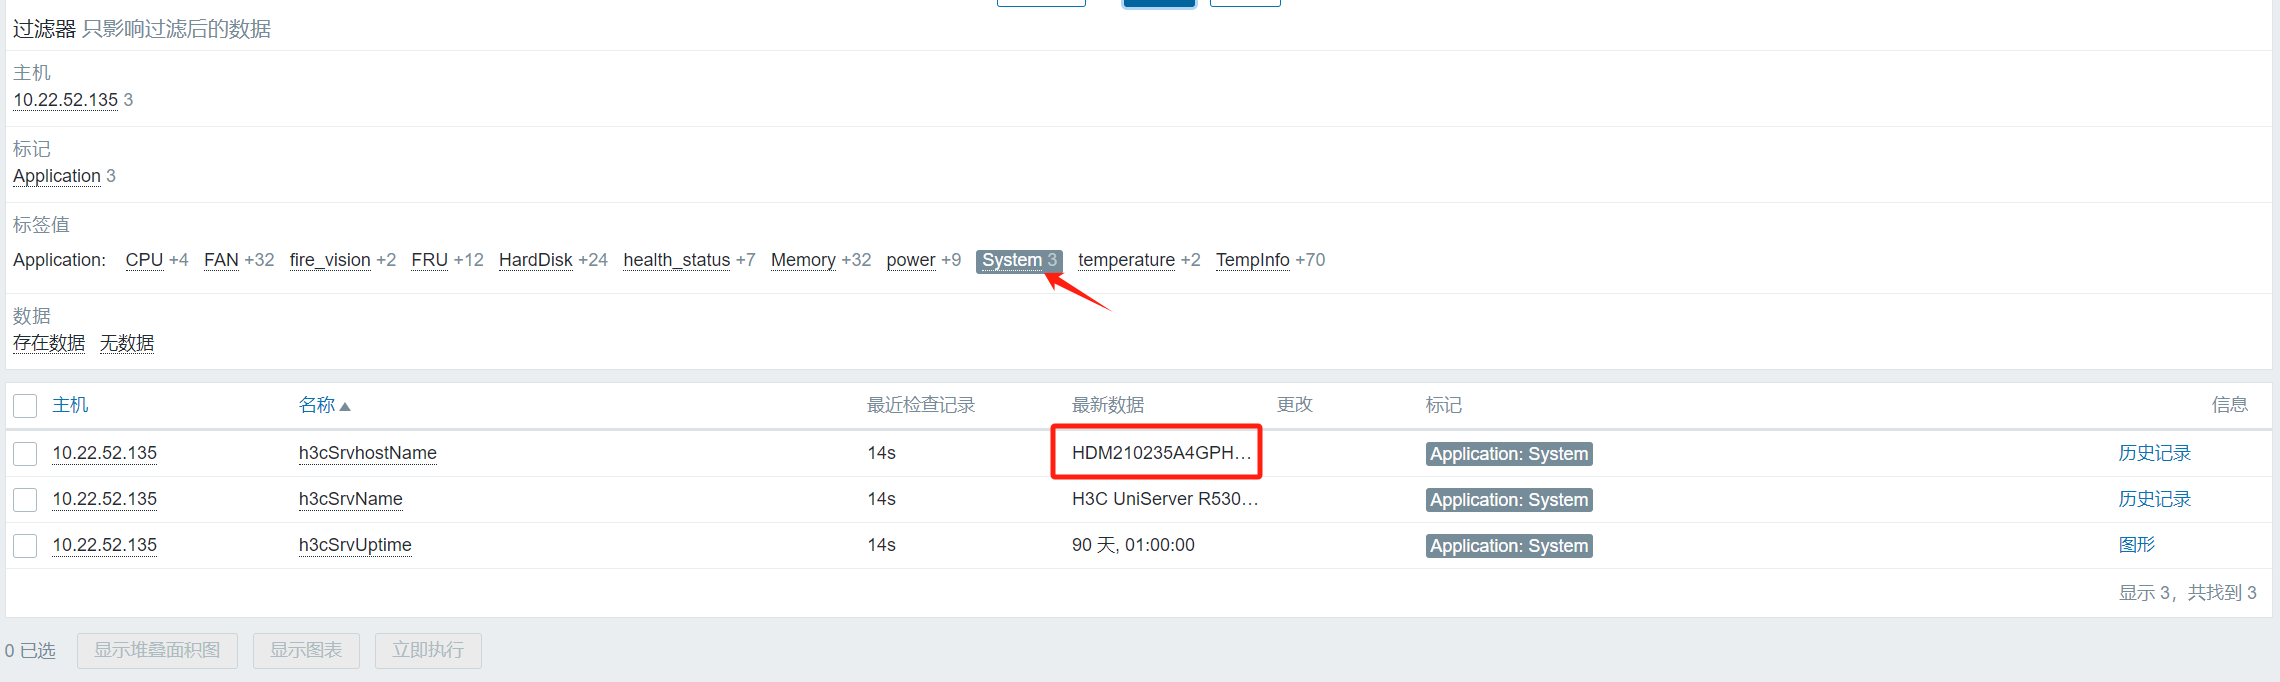 过滤器 只影响过滤后的数据
主机
10.22.52.135 3
标记
Application 3
标签值
Application: CPU +4 FAN +32 fire_vision +2 FRU +12 HardDisk +24 health_status +7 Memory +32 power +9 System 3 temperature +2 TempInfo +70
数据
存在数据 无数据
主机 名称 最近检查记录 最新数据 更改 标记 信息
10.22.52.135 h3cSrvhostName 14s HDM210235A4GPH... Application: System 历史记录
10.22.52.135 h3cSrvName 14s H3C UniServer R530... Application: System 历史记录
10.22.52.135 h3cSrvUptime 14s 90 天, 01:00:00 Application: System 图形
显示 3，共找到 3
0 已选 显示堆叠面积图 显示图表 立即执行